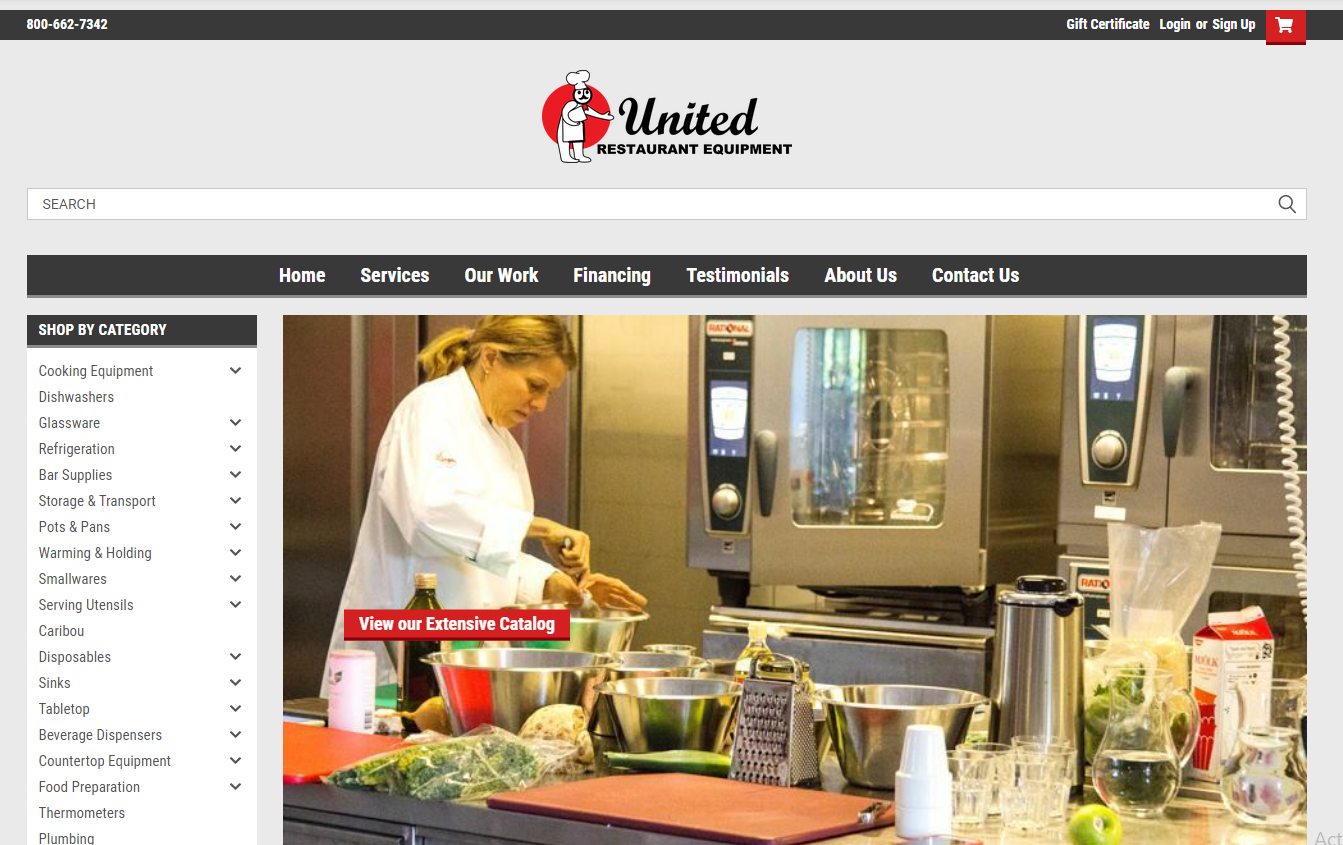 800-662-7342
Gift Certificate Login or Sign Up
United
RESTAURANT EQUIPMENT
SEARCH
Home Services Our Work Financing Testimonials About Us Contact Us
SHOP BY CATEGORY
Cooking Equipment
Dishwashers
Glassware
Refrigeration
Bar Supplies
Storage & Transport
Pots & Pans
Warming & Holding
Smallwares
Serving Utensils
Caribou
Disposables
Sinks
Tabletop
Beverage Dispensers
Countertop Equipment
Food Preparation
Thermometers
Plumbing
RATIONAL
View our Extensive Catalog
RATIO
MJÖLK
Act